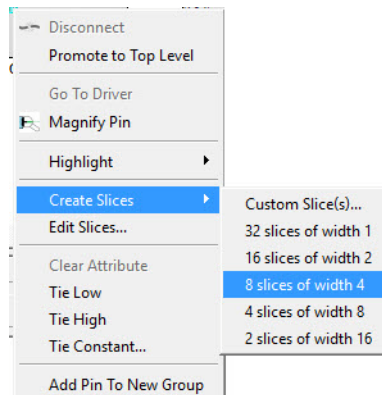 Disconnect
Promote to Top Level
Go To Driver
Magnify Pin
Highlight
Create Slices
Edit Slices...
Clear Attribute
Tie Low
Tie High
Tie Constant...
Add Pin To New Group
Custom Slice(s)...
32 slices of width 1
16 slices of width 2
8 slices of width 4
4 slices of width 8
2 slices of width 16